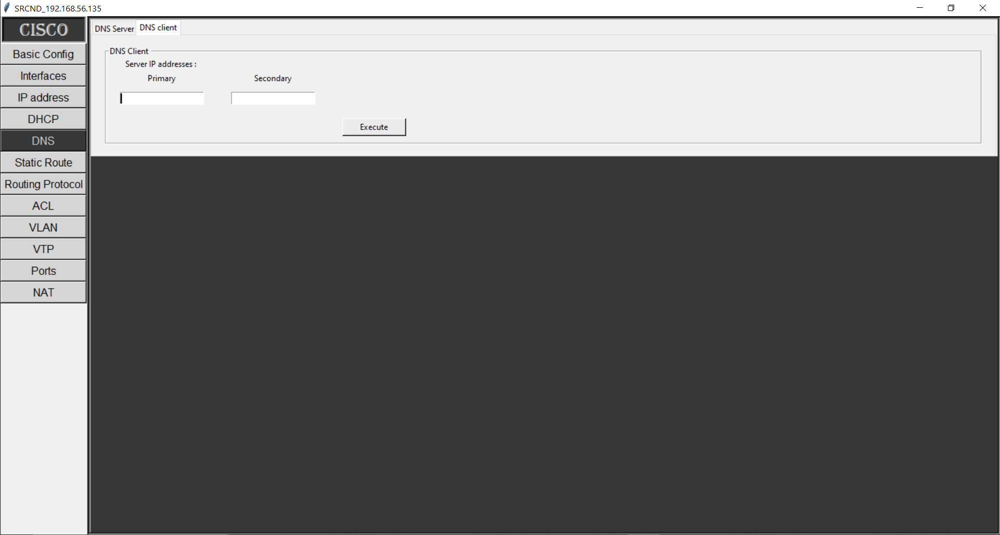 SRCND_192.168.56.135
CISCO
Basic Config
Interfaces
IP address
DHCP
DNS
Static Route
Routing Protocol
ACL
VLAN
VTP
Ports
NAT
DNS Server
DNS client
DNS Client
Server IP addresses :
Primary
Secondary
Execute